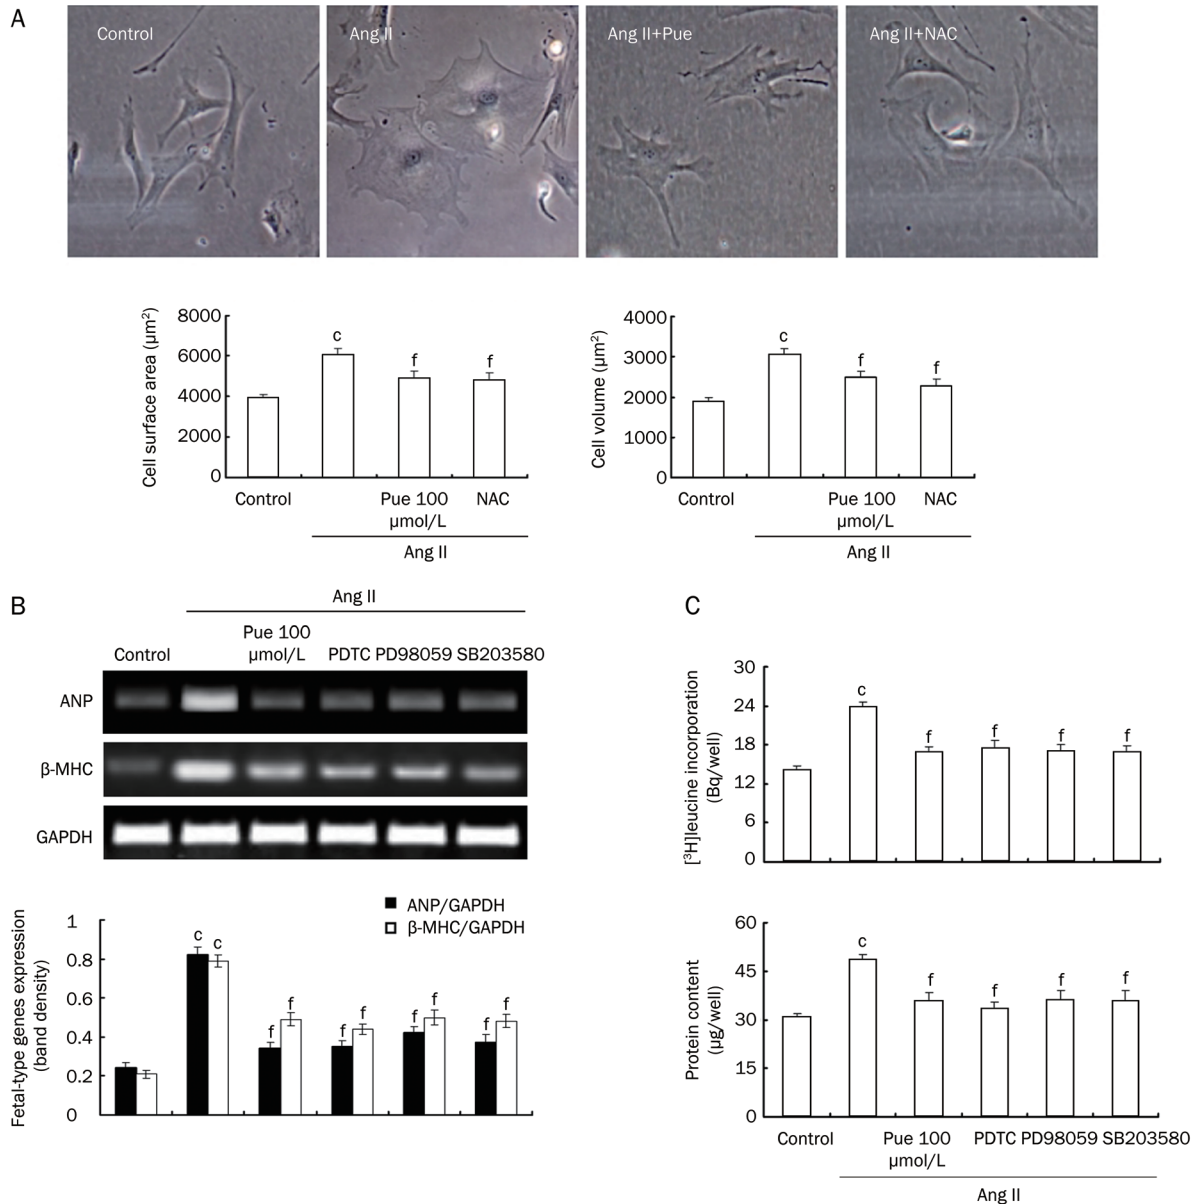 A
Control
Ang II
Ang II+Pue
Ang II+NAC
Cell surface area (µm²)
8000
6000
4000
2000
0
c
f
f
Control
Pue 100
µmol/L
NAC
Ang II
Cell volume (µm²)
4000
3000
2000
1000
0
c
f
f
Control
Pue 100
µmol/L
NAC
Ang II
B
Ang II
Control
Pue 100
µmol/L
PDTC PD98059 SB203580
ANP
β-MHC
GAPDH
ANP/GAPDH
β-MHC/GAPDH
Fetal-type genes expression
(band density)
1
0.8
0.6
0.4
0.2
0
c c
f f
f f
f f
f f
C
[³H]leucine incorporation
(Bq/well)
30
24
18
12
6
0
c
f
f
f
f
Protein content
(µg/well)
60
45
30
15
0
c
f
f
f
f
Control
Pue 100
µmol/L
PDTC PD98059 SB203580
Ang II